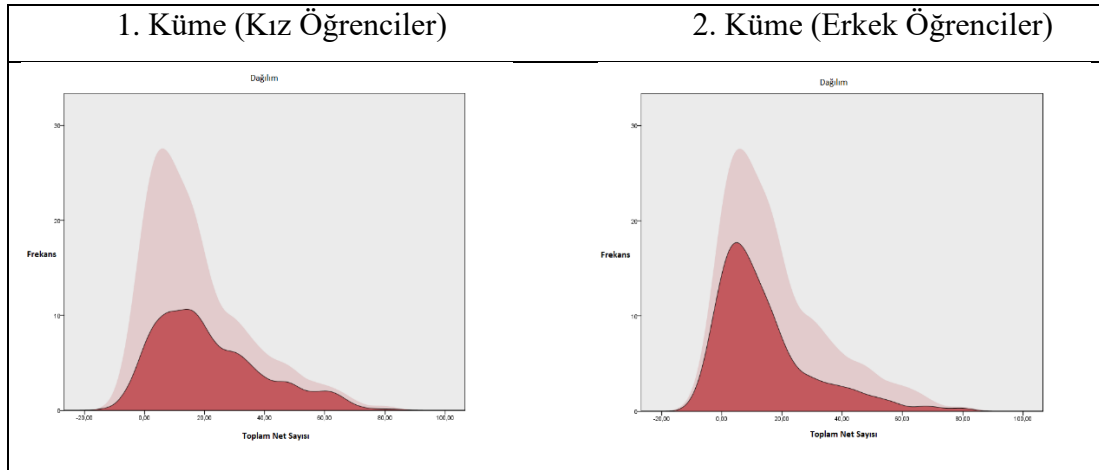 1. Küme (Kız Öğrenciler)
2. Küme (Erkek Öğrenciler)
Dağılım
30
20
Frekans
10
0
-20,00 0,00 20,00 40,00 60,00 80,00 100,00
Toplam Net Sayısı
Dağılım
30
20
Frekans
10
0
-20,00 0,00 20,00 40,00 60,00 80,00 100,00
Toplam Net Sayısı